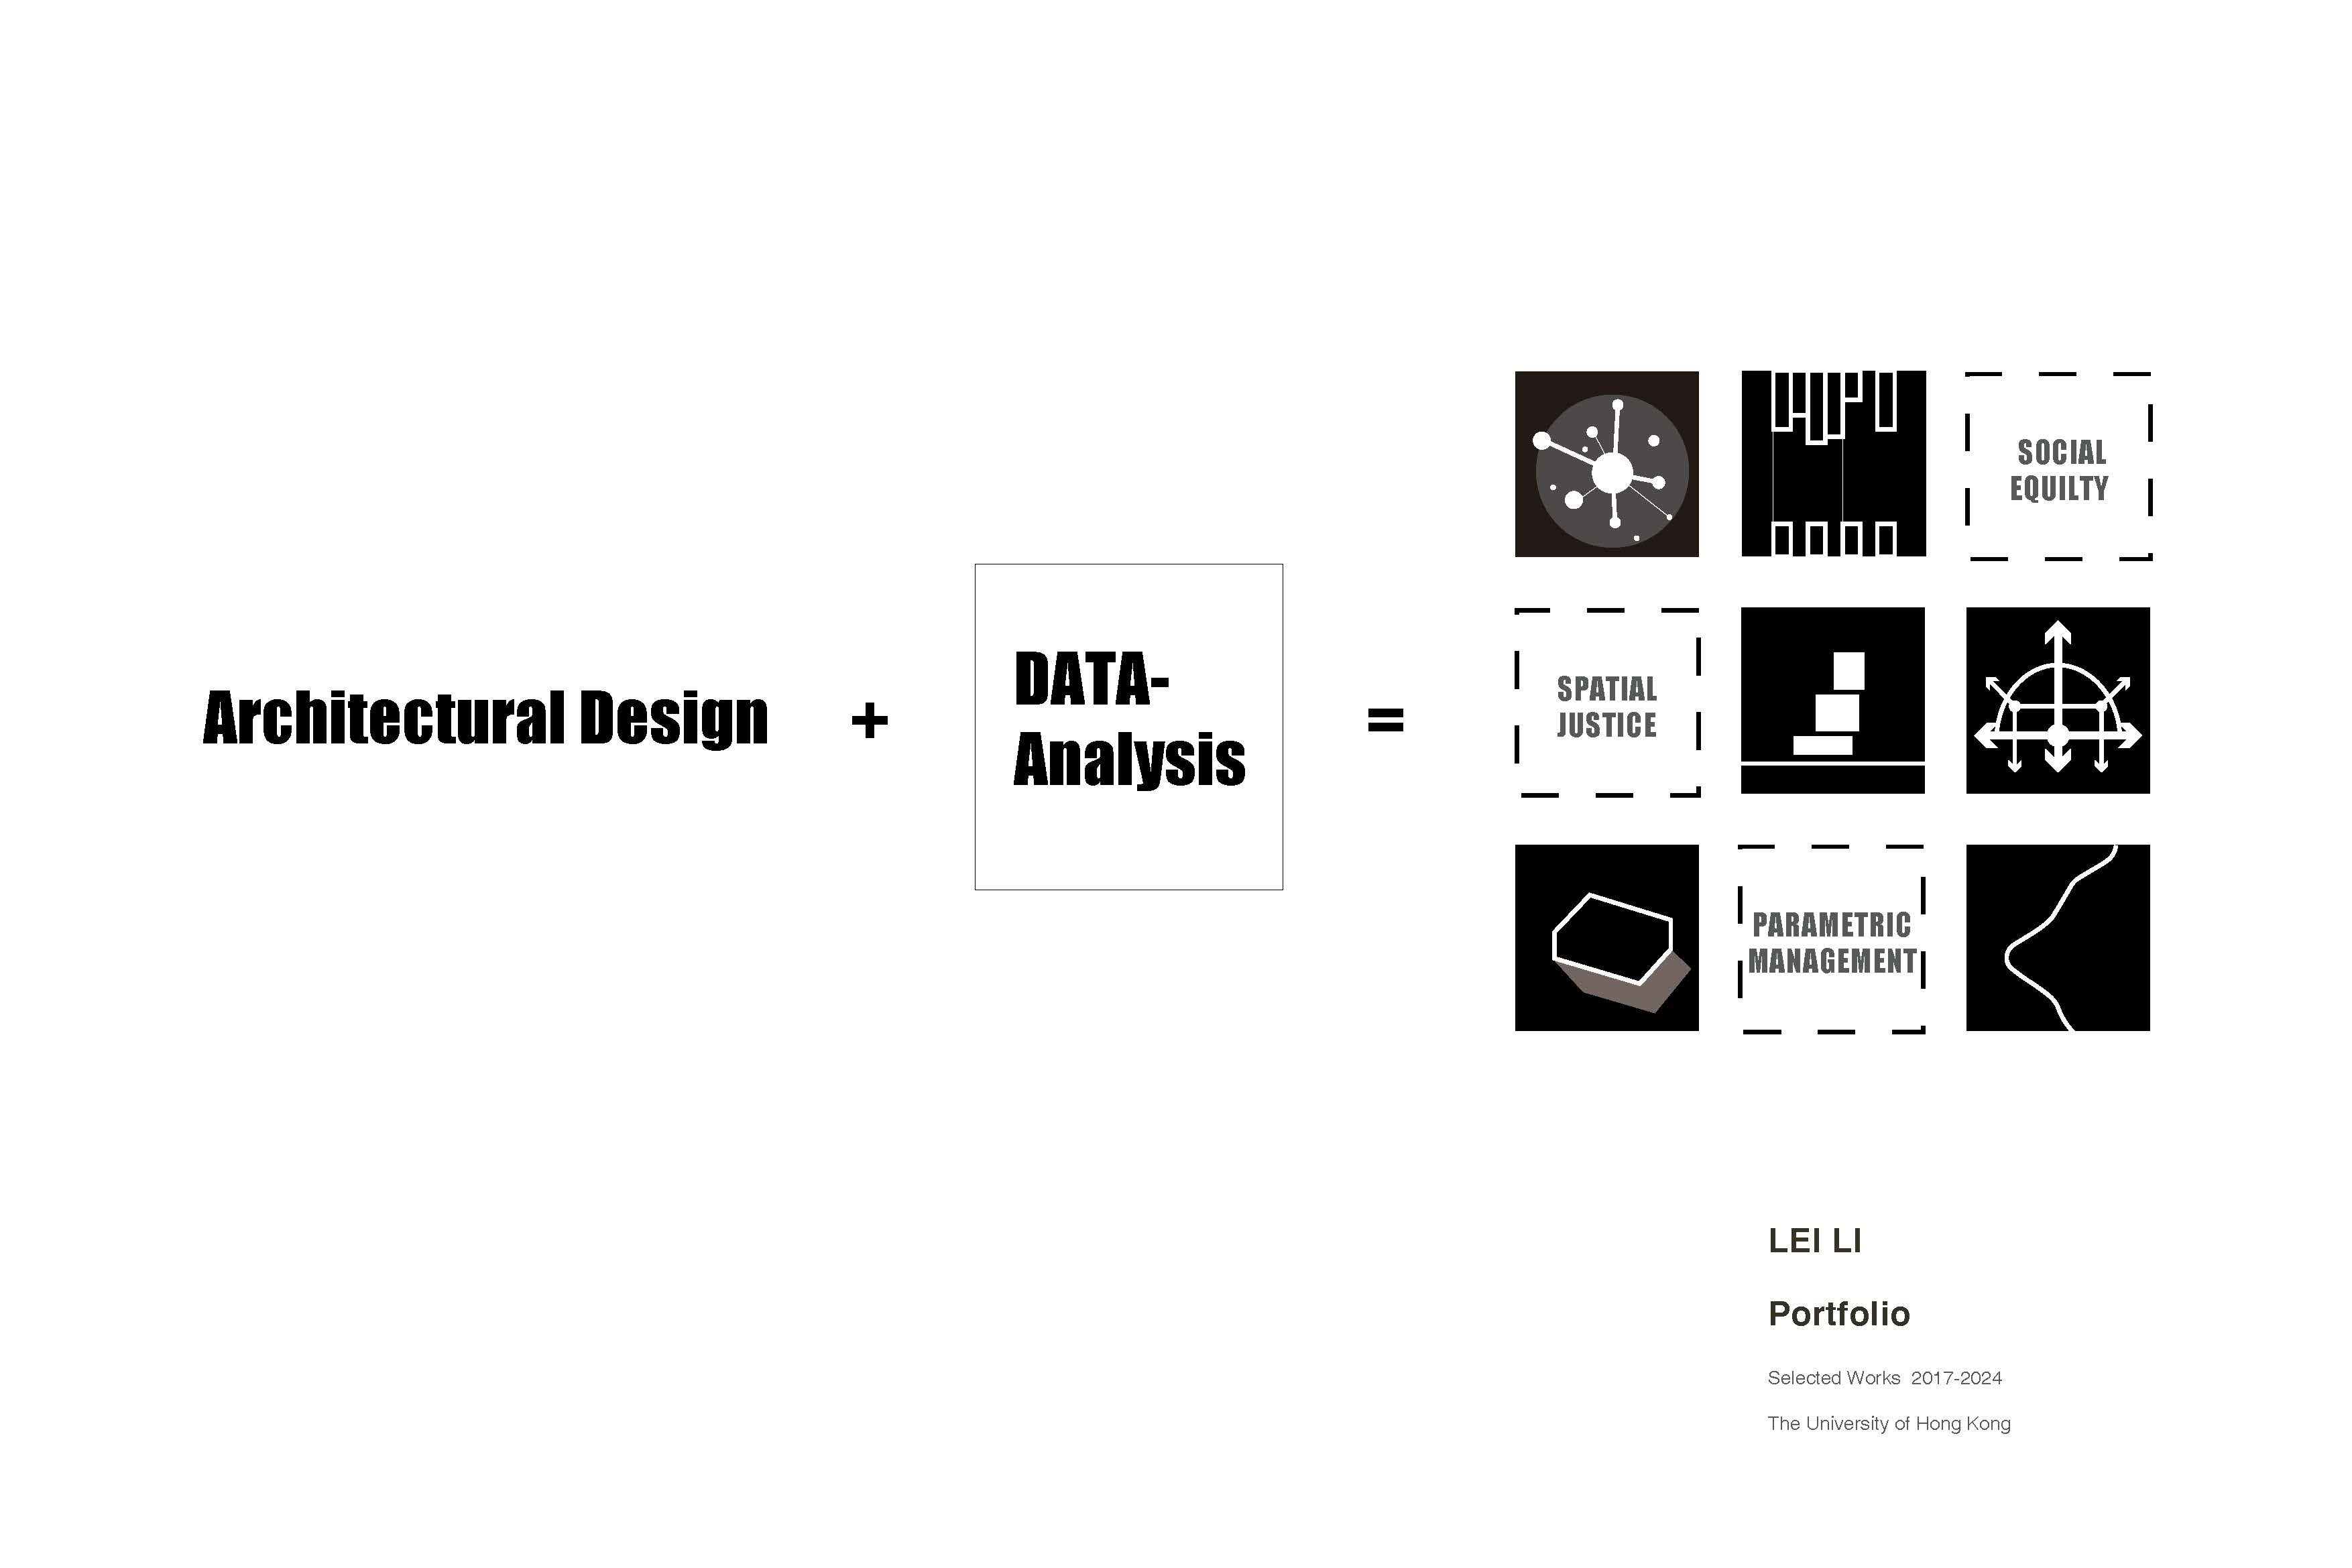 Architectural Design
+
DATA-
Analysis
=
SOCIAL
EQUILTY
SPATIAL
JUSTICE
PARAMETRIC
MANAGEMENT
LEI LI
Portfolio
Selected Works 2017-2024
The University of Hong Kong